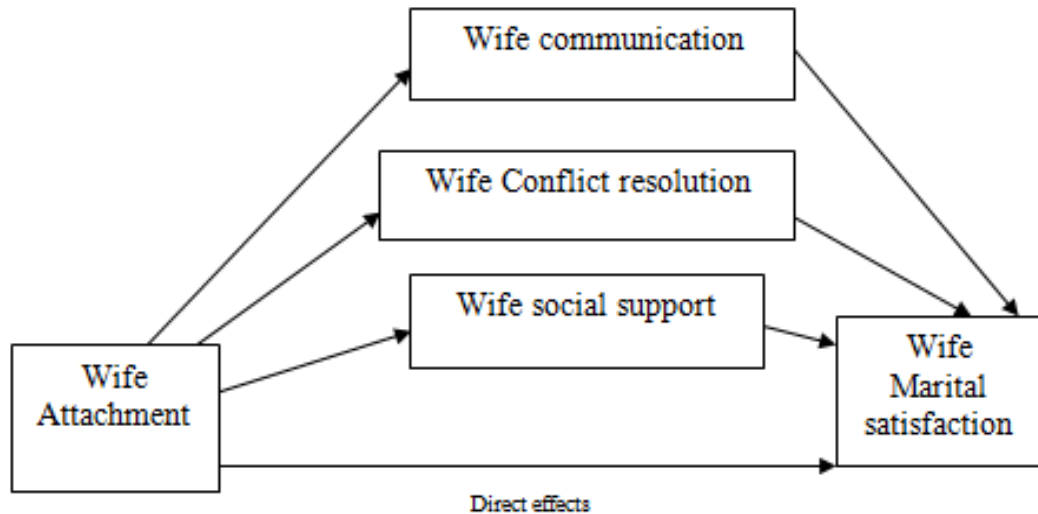 Wife communication
Wife Conflict resolution
Wife social support
Wife
Attachment
Wife
Marital
satisfaction
Direct effects